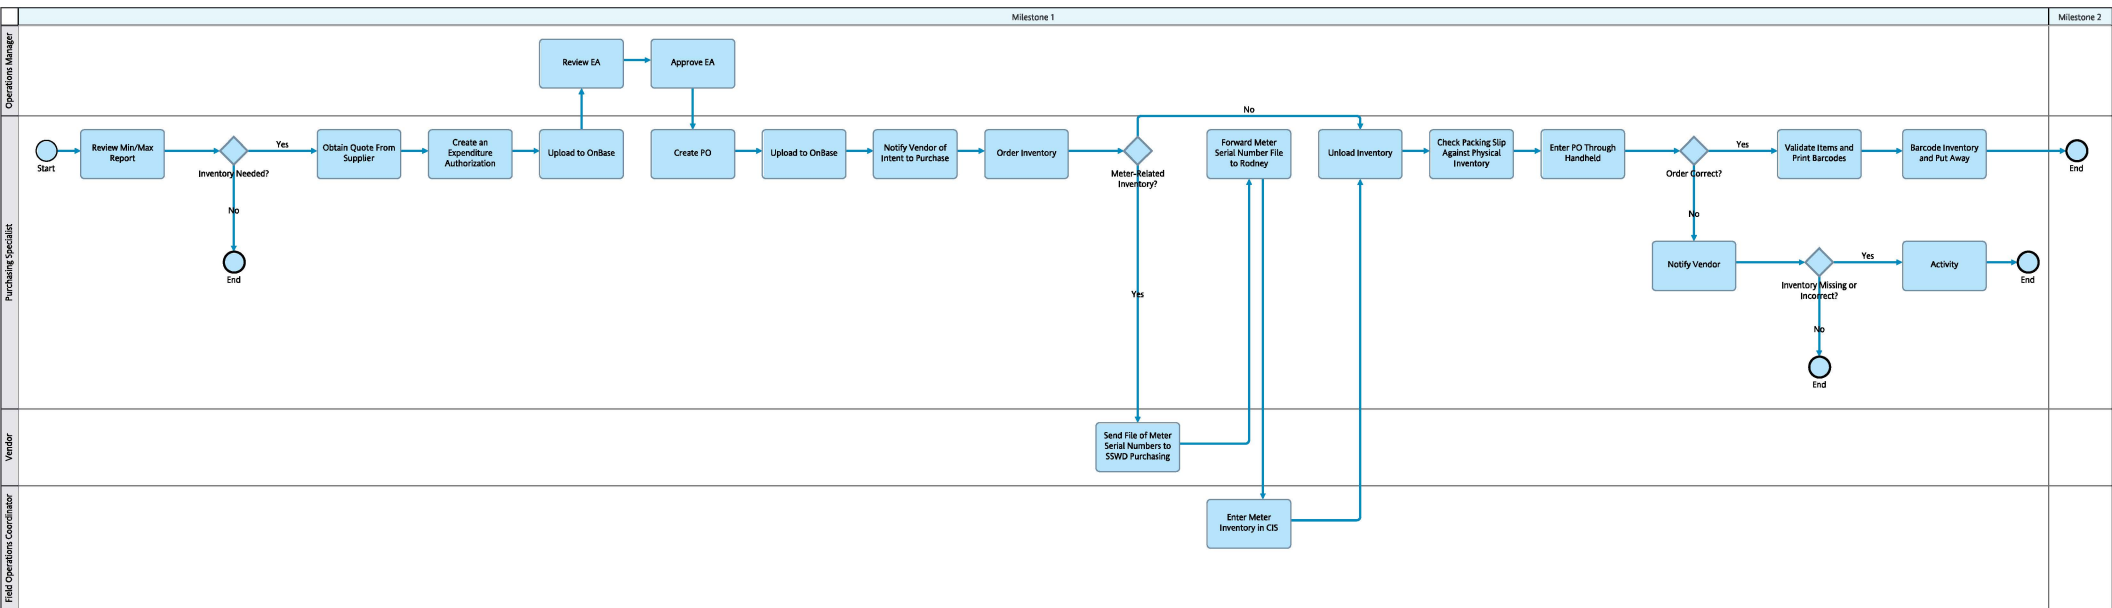 Milestone 1
Milestone 2
Operations Manager
Review EA
Approve EA
Purchasing Specialist
Start
Review Min/Max
Report
Inventory Needed?
Yes
No
End
Obtain Quote From
Supplier
Create an
Expenditure
Authorization
Upload to OnBase
Create PO
Upload to OnBase
Notify Vendor of
Intent to Purchase
Order Inventory
Meter-Related
Inventory?
No
Yes
Forward Meter
Serial Number File
to Rodney
Unload Inventory
Check Packing Slip
Against Physical
Inventory
Enter PO Through
Handheld
Order Correct?
Yes
No
Validate Items and
Print Barcodes
Barcode Inventory
and Put Away
End
Notify Vendor
Inventory Missing or
Incorrect?
Yes
No
Activity
End
End
Vendor
Send File of Meter
Serial Numbers to
SSWD Purchasing
Field Operations Coordinator
Enter Meter
Inventory in CIS